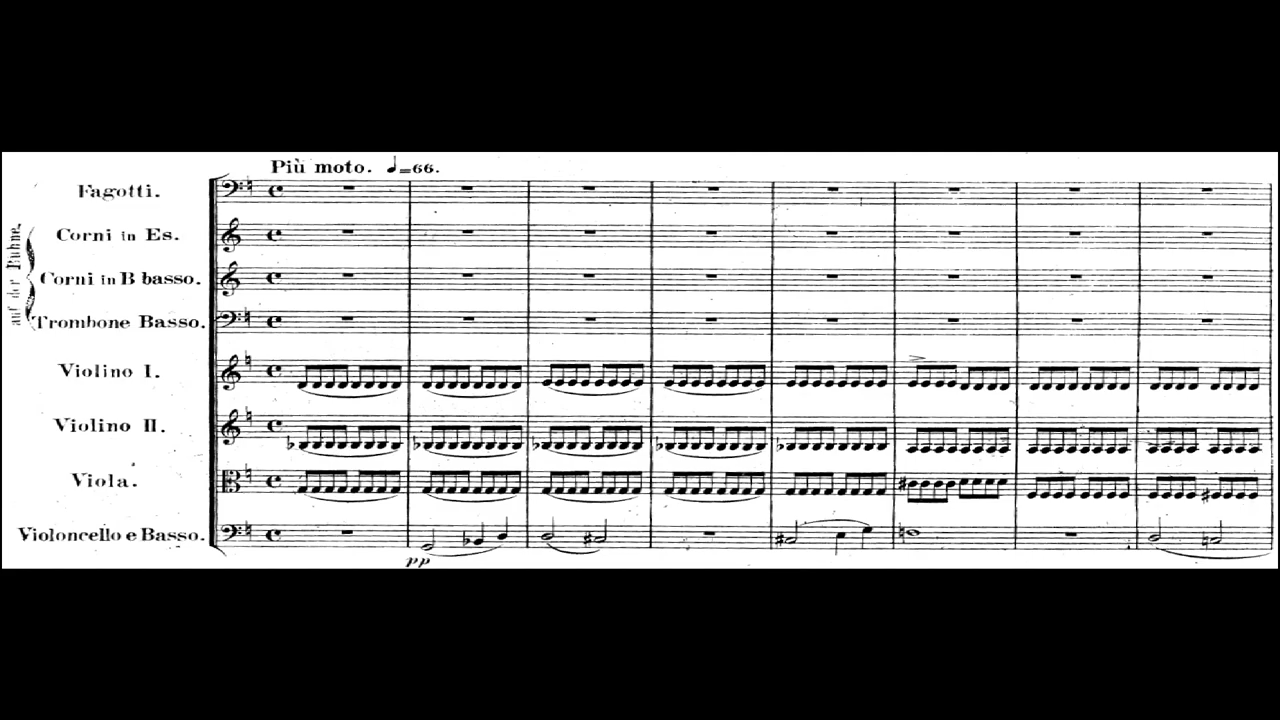 Più moto. ♩=66.
Fagotti.
auf der Bühne.
Corni in Es.
Corni in B basso.
Trombone Basso.
Violino I.
Violino II.
Viola.
Violoncello e Basso.
pp